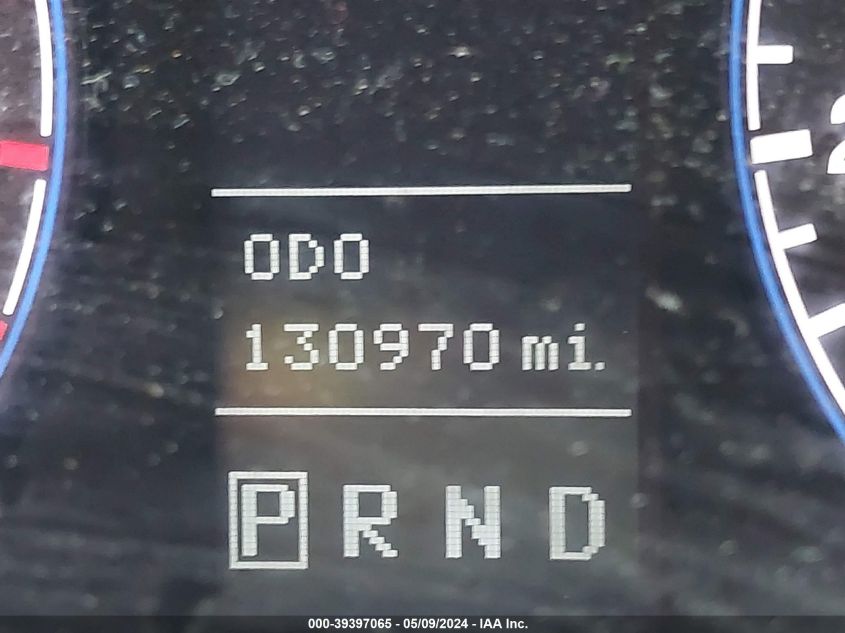 ODO
130970 mi.
P R N D
000-39397065 - 05/09/2024 - IAA Inc.